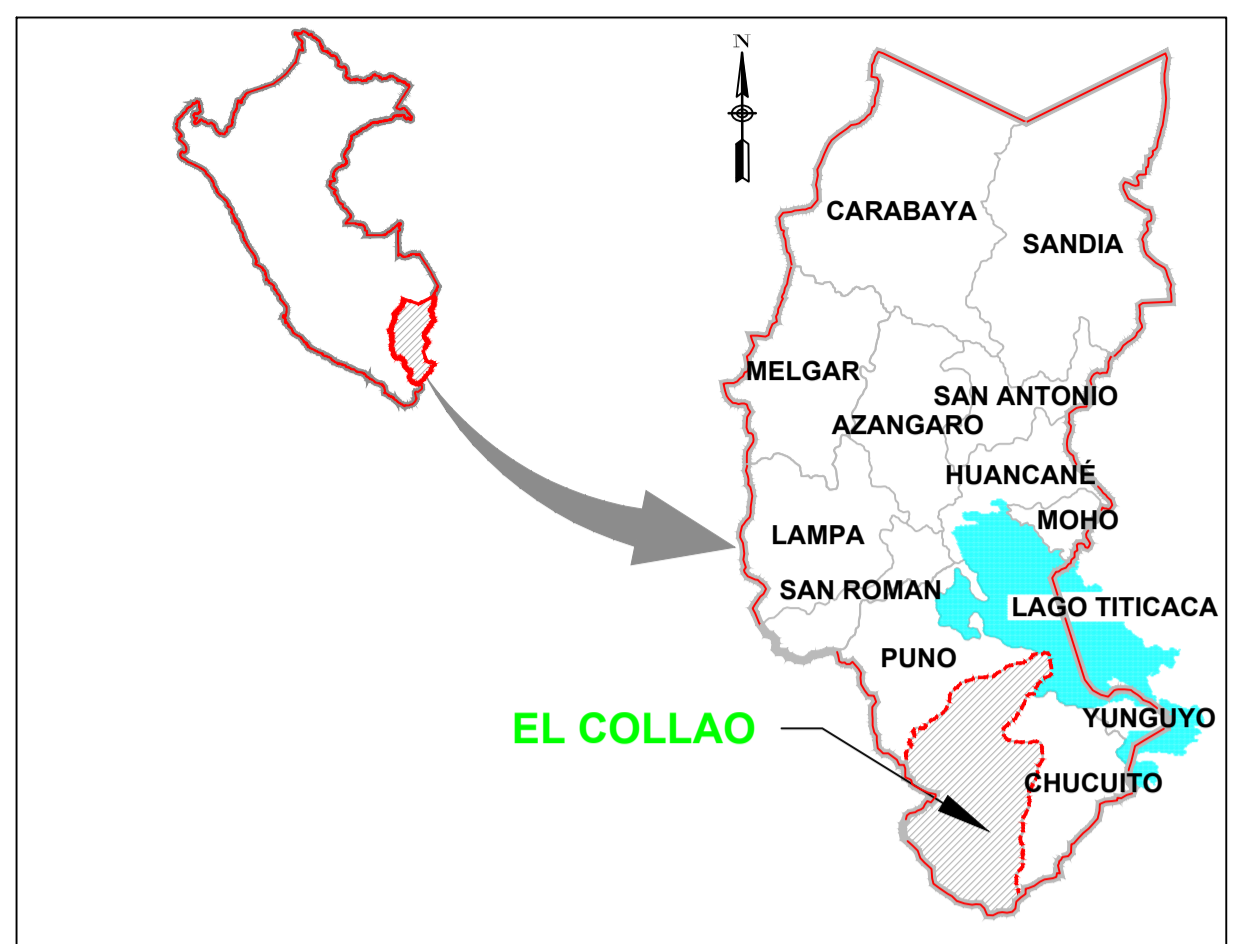 N
CARABAYA
SANDIA
MELGAR
SAN ANTONIO
AZANGARO
HUANCANÉ
MOHO
LAMPA
SAN ROMAN
LAGO TITICACA
PUNO
YUNGUYO
EL COLLAO
CHUCUITO